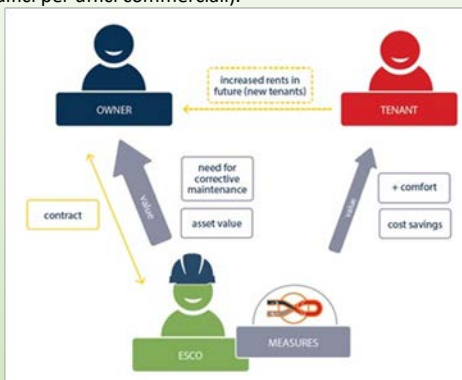 commerciali).
increased rents in
future (new tenants)
OWNER
TENANT
need for
corrective
maintenance
value
+ comfort
value
contract
asset value
cost savings
MEASURES
ESCO